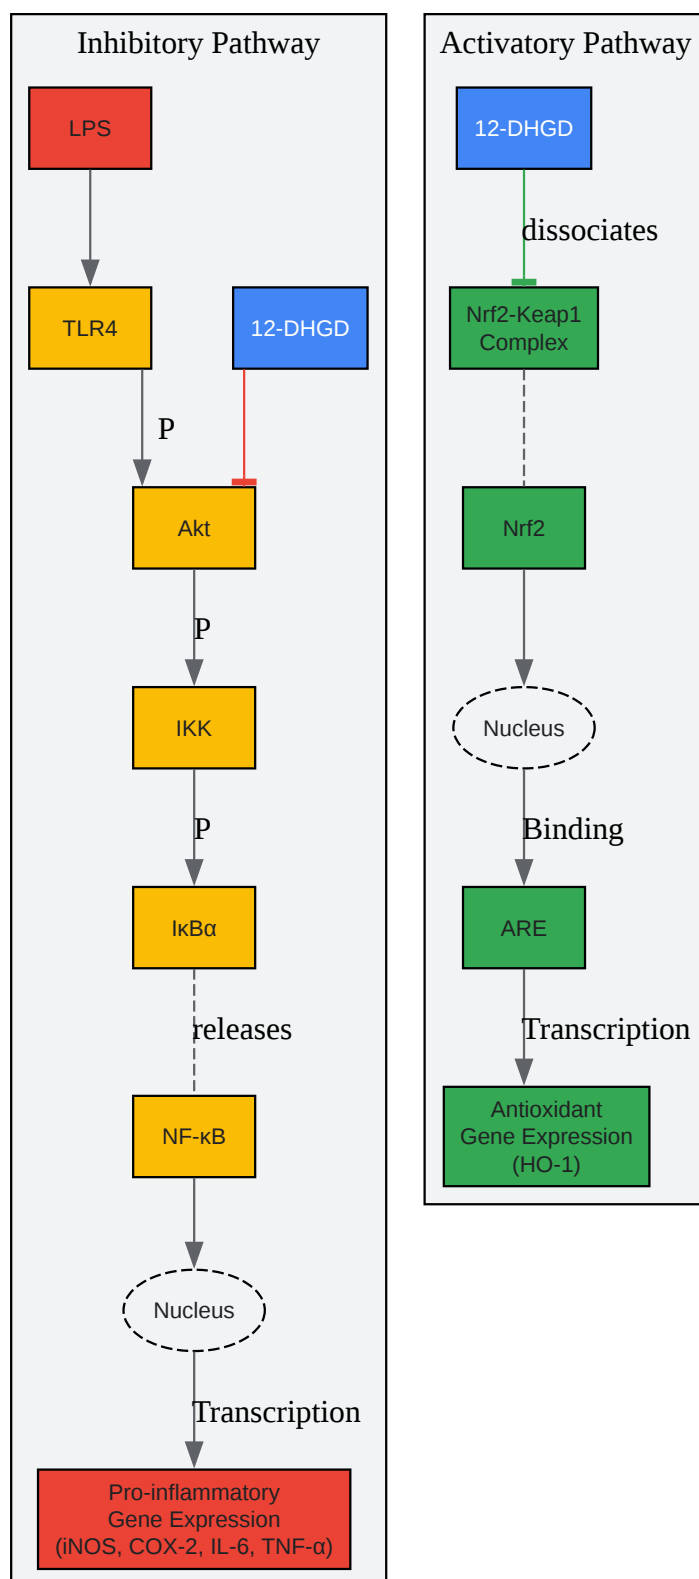 Inhibitory Pathway
LPS
TLR4
12-DHGD
P
Akt
P
IKK
P
IκBα
releases
NF-κB
Nucleus
Transcription
Pro-inflammatory
Gene Expression
(iNOS, COX-2, IL-6, TNF-α)
Activatory Pathway
12-DHGD
dissociates
Nrf2-Keap1
Complex
Nrf2
Nucleus
Binding
ARE
Transcription
Antioxidant
Gene Expression
(HO-1)